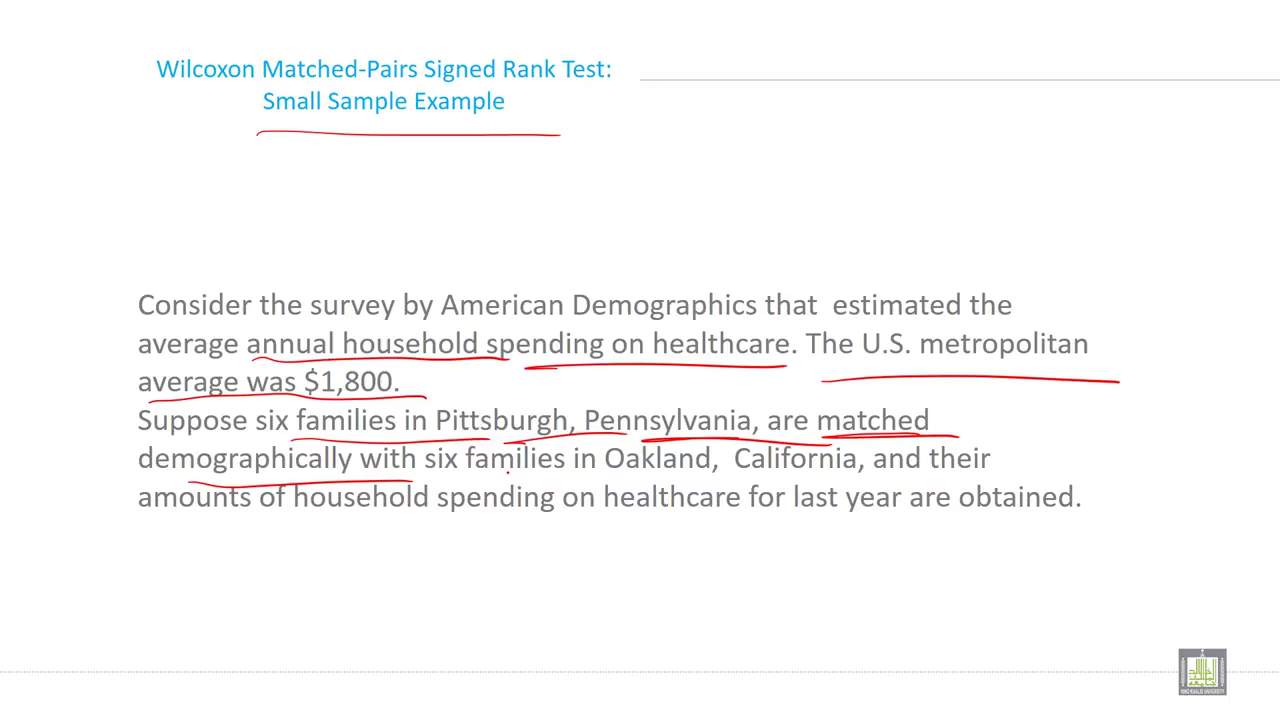 Wilcoxon Matched-Pairs Signed Rank Test:
Small Sample Example
Consider the survey by American Demographics that estimated the
average annual household spending on healthcare. The U.S. metropolitan
average was $1,800.
Suppose six families in Pittsburgh, Pennsylvania, are matched
demographically with six families in Oakland, California, and their
amounts of household spending on healthcare for last year are obtained.
KING KHALID UNIVERSITY